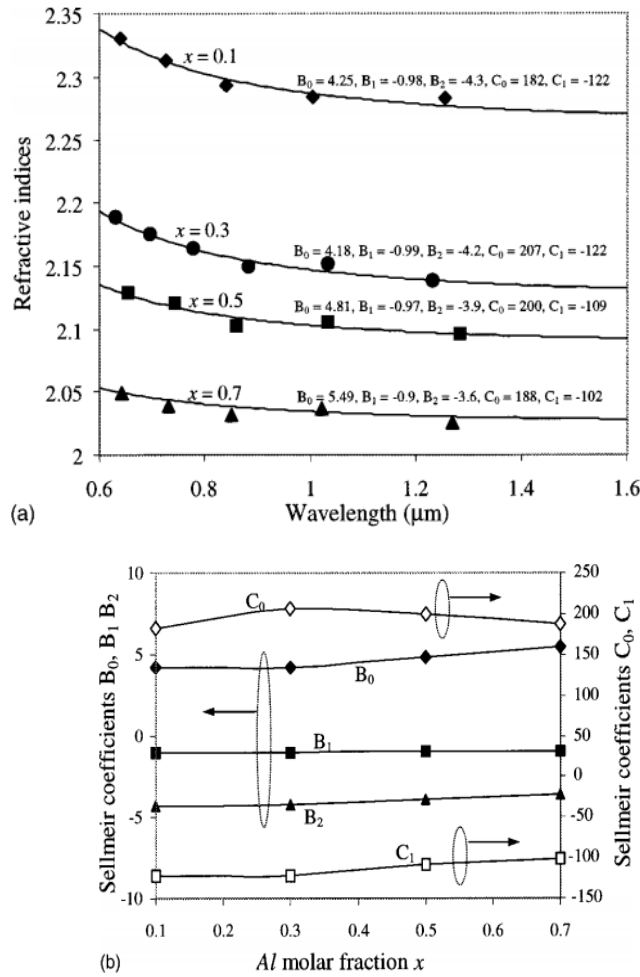 2.35
2.3
2.25
2.2
2.15
2.1
2.05
2
Refractive indices
x = 0.1
B0 = 4.25, B1 = -0.98, B2 = -4.3, C0 = 182, C1 = -122
x = 0.3
B0 = 4.18, B1 = -0.99, B2 = -4.2, C0 = 207, C1 = -122
x = 0.5
B0 = 4.81, B1 = -0.97, B2 = -3.9, C0 = 200, C1 = -109
x = 0.7
B0 = 5.49, B1 = -0.9, B2 = -3.6, C0 = 188, C1 = -102
0.6 0.8 1 1.2 1.4 1.6
(a) Wavelength (µm)
10
5
0
-5
-10
Sellmeir coefficients B0, B1 B2
C0
B0
B1
B2
C1
250
200
150
100
50
0
-50
-100
-150
Sellmeir coefficients C0, C1
0.1 0.3 0.5 0.7
(b) Al molar fraction x